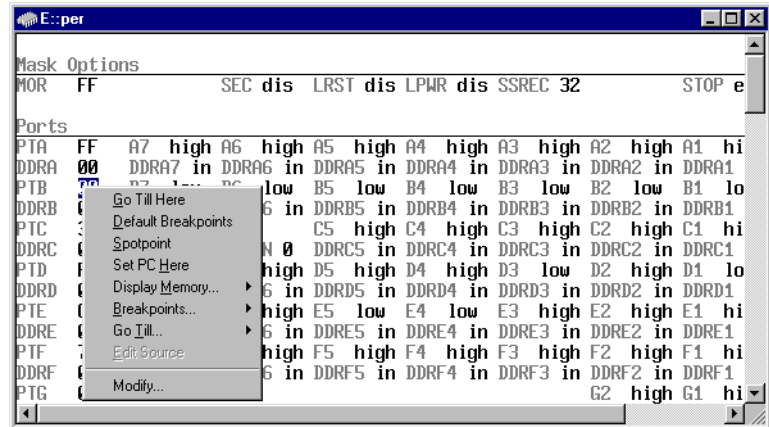 E::per
Mask Options
MOR FF SEC dis LRST dis LPWR dis SSREC 32 STOP e
Ports
PTA FF A7 high A6 high A5 high A4 high A3 high A2 high A1 hi
DDRA 00 DDRA7 in DDRA6 in DDRA5 in DDRA4 in DDRA3 in DDRA2 in DDRA1
PTB B7 low B6 low B5 low B4 low B3 low B2 low B1 lo
DDRB 6 in DDRB5 in DDRB4 in DDRB3 in DDRB2 in DDRB1
PTC C5 high C4 high C3 high C2 high C1 hi
DDRC N 0 DDRC5 in DDRC4 in DDRC3 in DDRC2 in DDRC1
PTD high D5 high D4 high D3 low D2 high D1 lo
DDRD 6 in DDRD5 in DDRD4 in DDRD3 in DDRD2 in DDRD1
PTE high E5 low E4 low E3 high E2 high E1 hi
DDRE 6 in DDRE5 in DDRE4 in DDRE3 in DDRE2 in DDRE1
PTF high F5 high F4 high F3 high F2 high F1 hi
DDRF 6 in DDRF5 in DDRF4 in DDRF3 in DDRF2 in DDRF1
PTG G2 high G1 hi
Go Till Here
Default Breakpoints
Spotpoint
Set PC Here
Display Memory...
Breakpoints...
Go Till...
Edit Source
Modify...